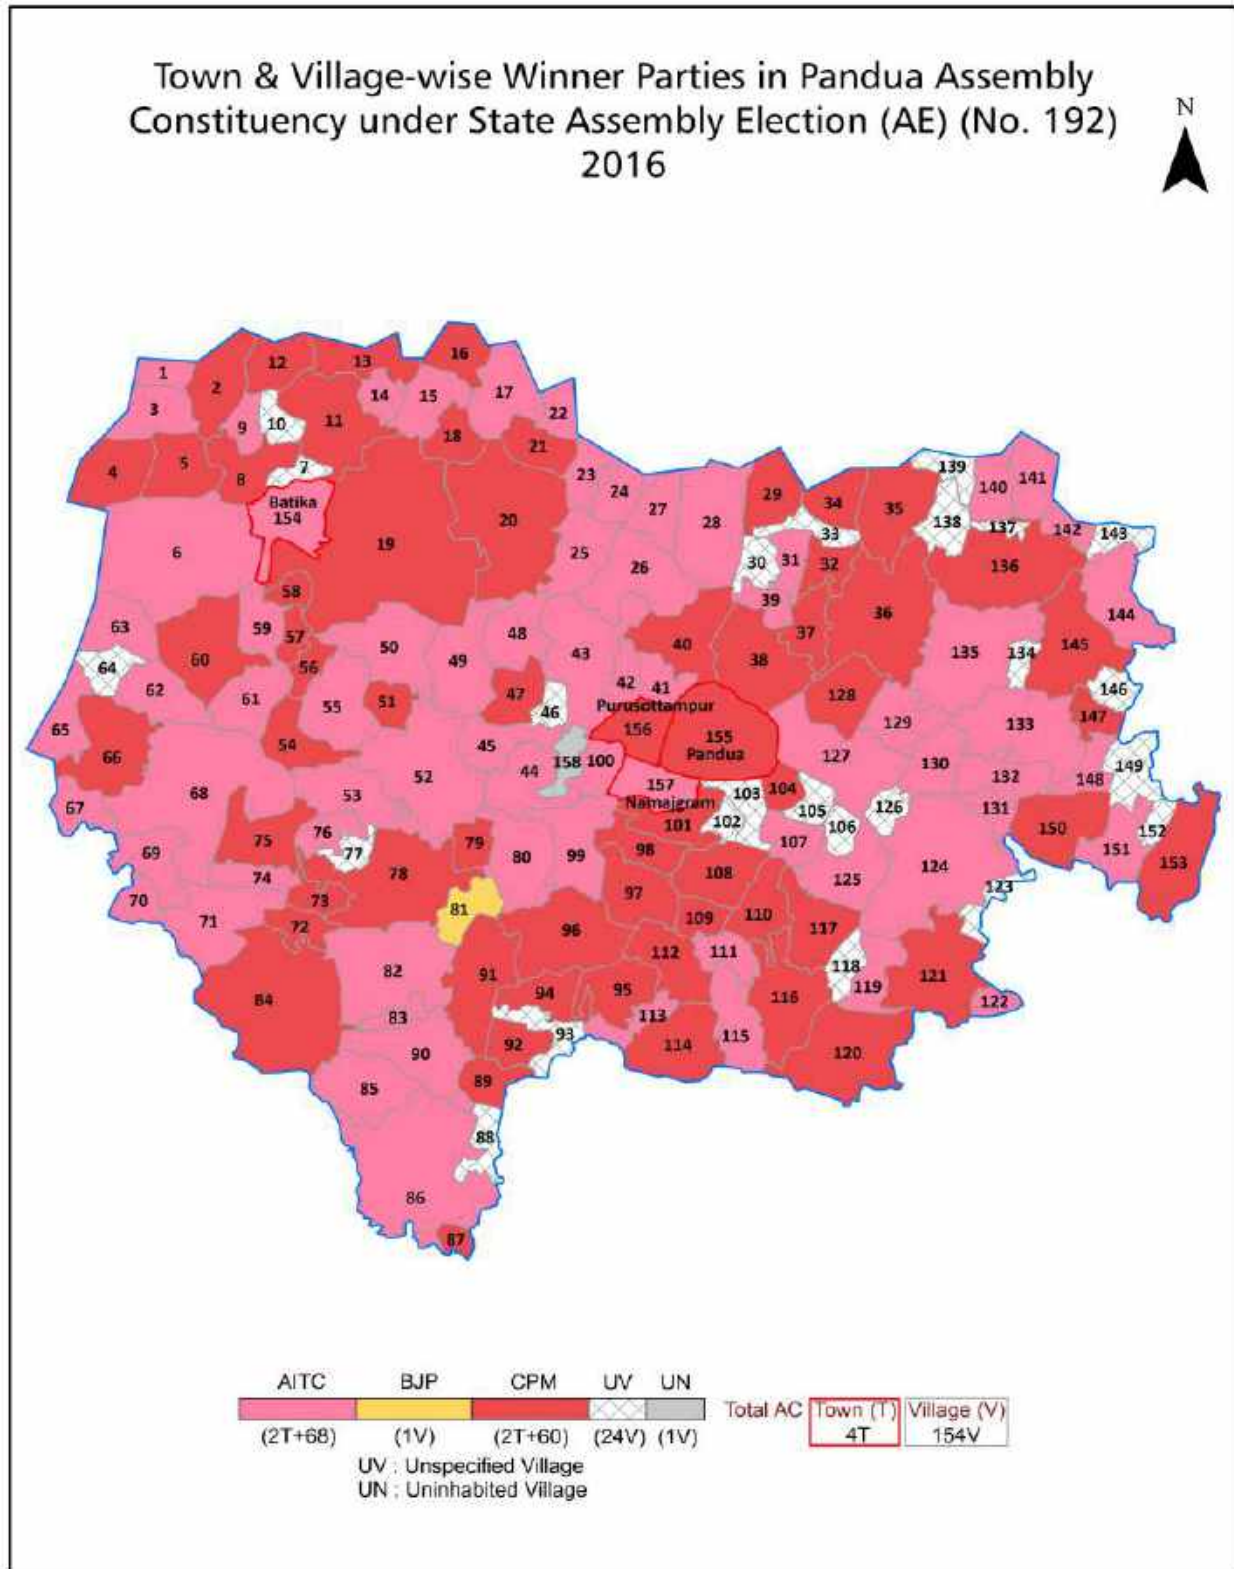 Town & Village-wise Winner Parties in Pandua Assembly
Constituency under State Assembly Election (AE) (No. 192)
2016
N
16
12 13
1 2
14 15 17
3 9 10 11 22
18 21
4 5 8 7
23 24 27 28 29 34 35 139 140 141
Batika
154
19 20
33 138 137 142 143
6 25 26 30 31 32 136
58 39 36 144
63 59 57 50 49 48 43 40 37 38 135 134 145
64 60 56
62 61 55 51 47 46 42 41 128 129 133 146
Purusottampur
65 54 45 156 155 147
66 52 44 158 100 Pandua 127 130 132 148 149
68 53 157 103 104
67 Namajgram 102 105 106 126 131 150 152
75 76 77 79 101 107 151 153
69 74 78 80 99 98 108 125 124
70 73 81 97 109 110 123
71 72 96 117
82 91 112 111 118 119 121
84 94 95 116 122
83 113
90 92 93 114 115 120
85 89
88
86
87
AITC BJP CPM UV UN
Total AC Town (T) Village (V)
4T 154V
(2T+68) (1V) (2T+60) (24V) (1V)
UV : Unspecified Village
UN : Uninhabited Village